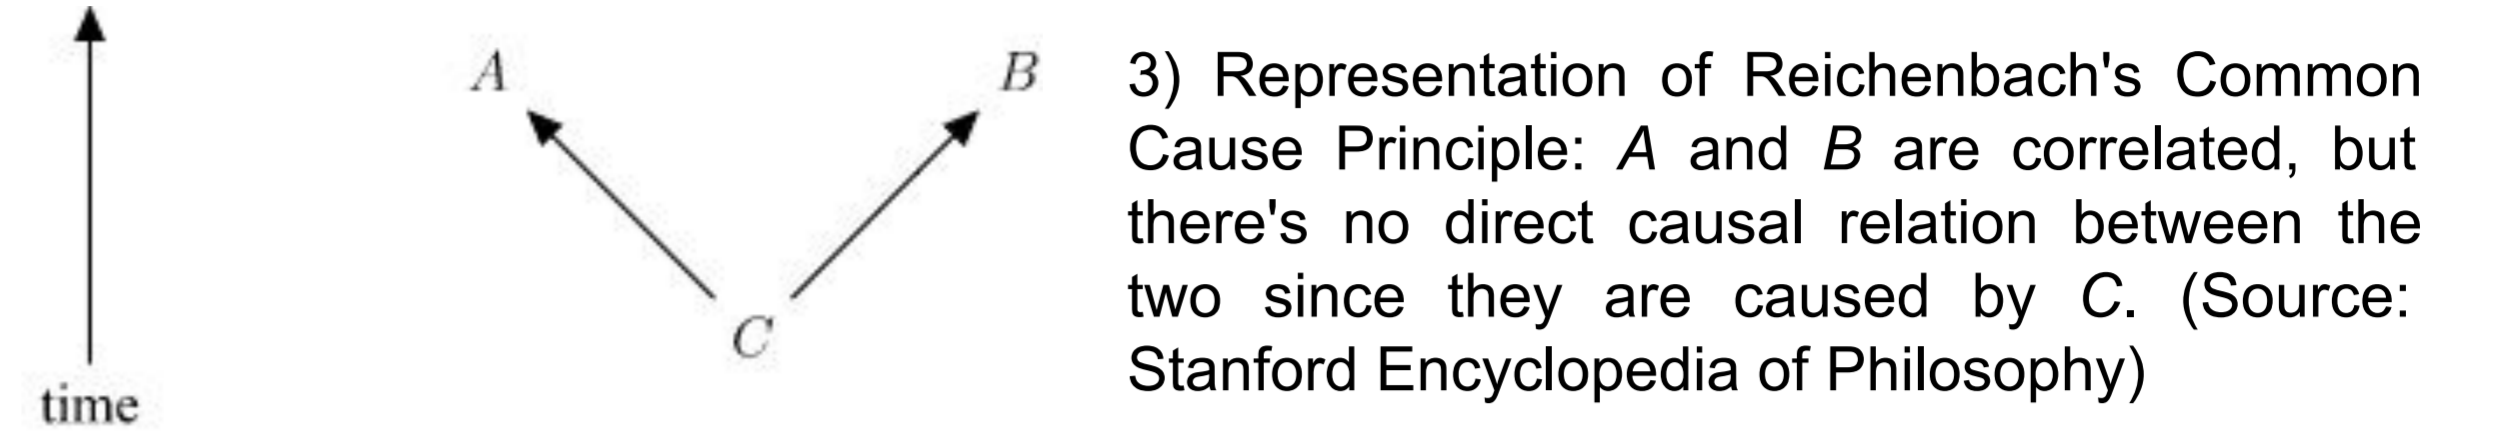 A
B
C
time
3) Representation of Reichenbach's Common
Cause Principle: A and B are correlated, but
there's no direct causal relation between the
two since they are caused by C. (Source:
Stanford Encyclopedia of Philosophy)